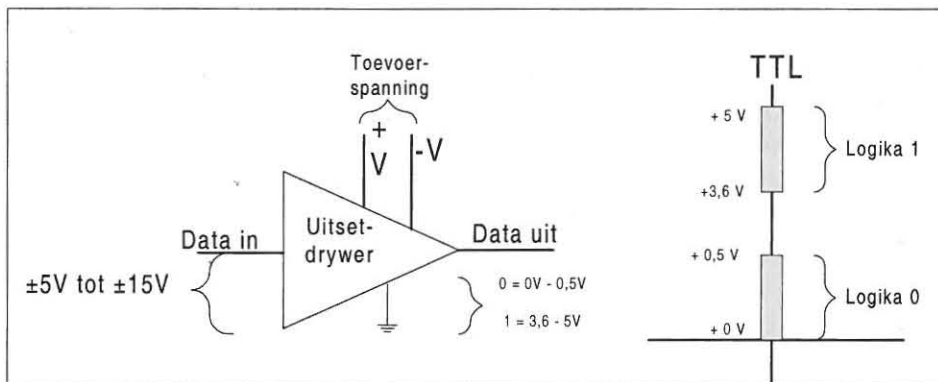 Toevoer-
spanning
+
V
-V
Uitset-
drywer
Data in
Data uit
±5V tot ±15V
0 = 0V - 0,5V
1 = 3,6 - 5V
TTL
+ 5 V
Logika 1
+3,6 V
+ 0,5 V
Logika 0
+ 0 V